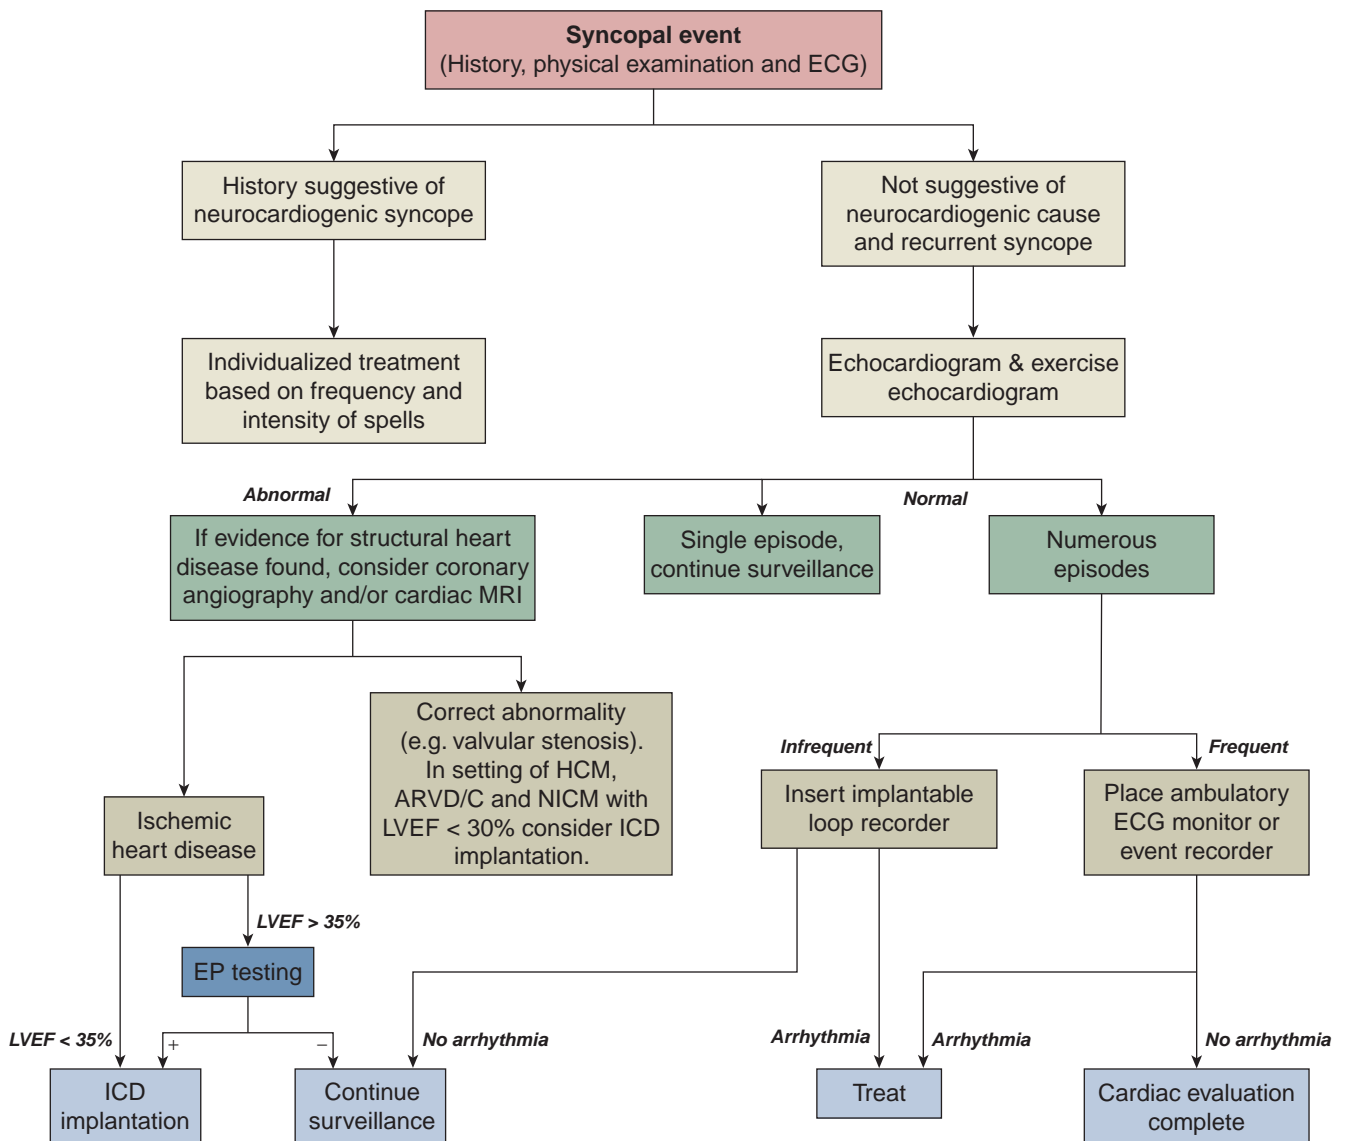 Syncopal event
(History, physical examination and ECG)
History suggestive of
neurocardiogenic syncope
Not suggestive of
neurocardiogenic cause
and recurrent syncope
Individualized treatment
based on frequency and
intensity of spells
Echocardiogram & exercise
echocardiogram
Abnormal
Normal
If evidence for structural heart
disease found, consider coronary
angiography and/or cardiac MRI
Single episode,
continue surveillance
Numerous
episodes
Correct abnormality
(e.g. valvular stenosis).
In setting of HCM,
ARVD/C and NICM with
LVEF < 30% consider ICD
implantation.
Infrequent
Frequent
Ischemic
heart disease
Insert implantable
loop recorder
Place ambulatory
ECG monitor or
event recorder
LVEF > 35%
EP testing
LVEF < 35%
+
−
No arrhythmia
Arrhythmia
Arrhythmia
No arrhythmia
ICD
implantation
Continue
surveillance
Treat
Cardiac evaluation
complete